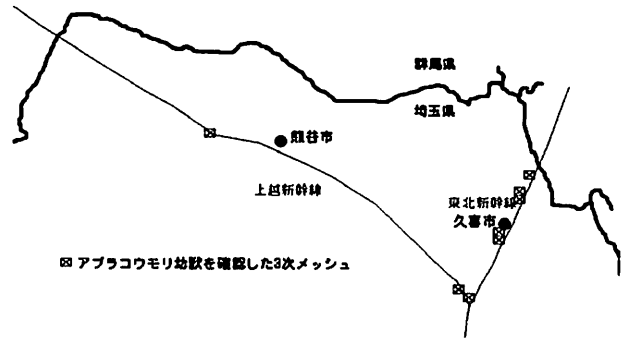 群馬県
埼玉県
熊谷市
上越新幹線
東北新幹線
久喜市
アブラコウモリ幼獣を確認した3次メッシュ